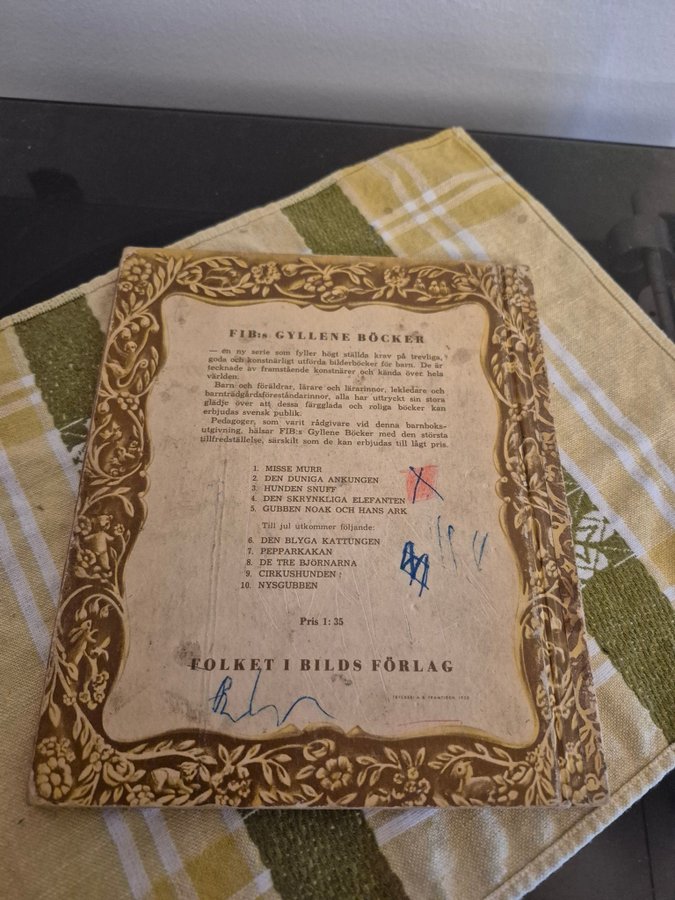 FIB:s GYLLENE BÖCKER
— en ny serie som fyller högt ställda krav på trevliga,
goda och konstnärligt utförda bilderböcker för barn. De är
tecknade av framstående konstnärer och kända över hela
världen.
Barn och föräldrar, lärare och lärarinnor, lekledare och
barnträdgårdsföreståndarinnor, alla har uttryckt sin stora
glädje över att dessa färgglada och roliga böcker kan
erbjudas svensk publik.
Pedagoger, som varit rådgivare vid denna barnboks-
utgivning, hälsar FIB:s Gyllene Böcker med den största
tillfredställelse, särskilt som de kan erbjudas till lågt pris.
1. MISSE MURR
2. DEN DUNIGA ANKUNGEN
3. HUNDEN SNUFF
4. DEN SKRYNKLIGA ELEFANTEN
5. GUBBEN NOAK OCH HANS ARK
Till jul utkommer följande:
6. DEN BLYGA KATTUNGEN
7. PEPPARKAKAN
8. DE TRE BJÖRNARNA
9. CIRKUSHUNDEN
10. NYSGUBBEN
Pris 1: 35
FOLKET I BILDS FÖRLAG
TRYCKERI A.B. FRAMTIDEN, 1950